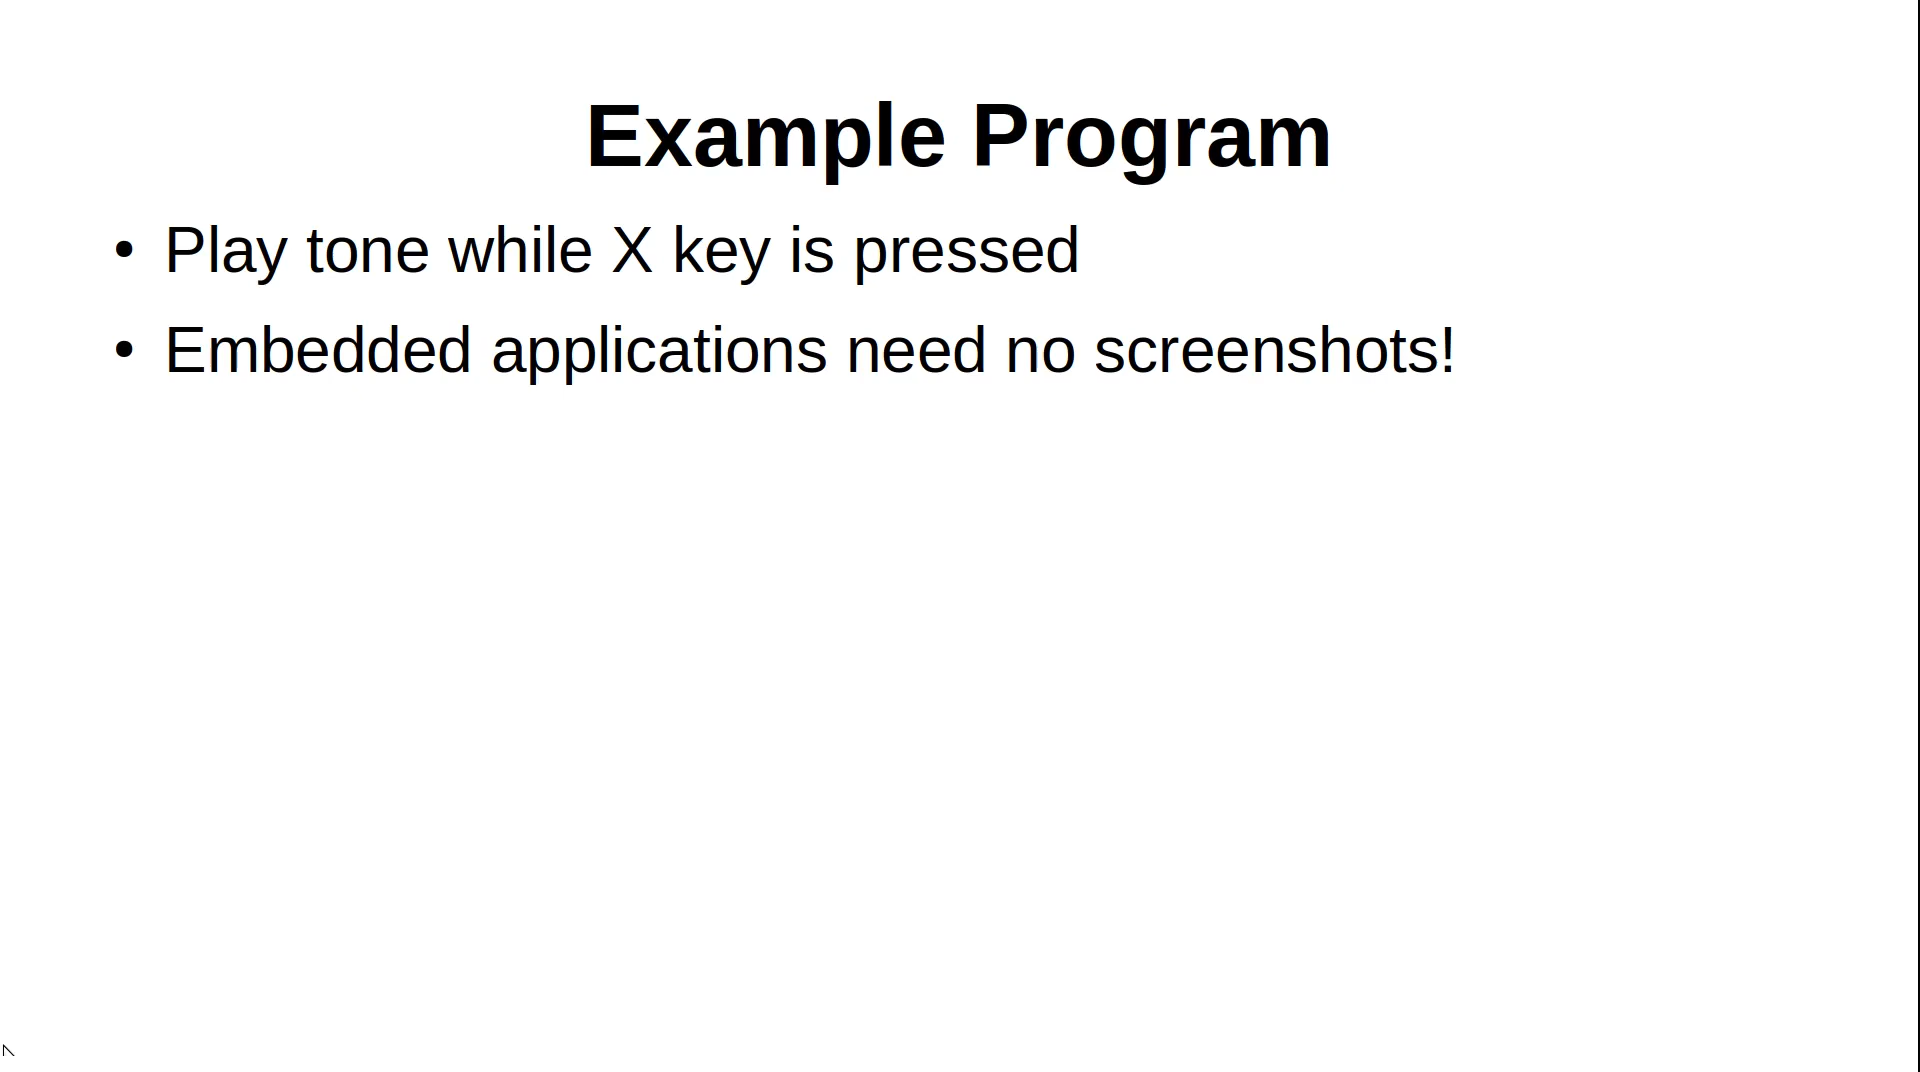 Example Program
• Play tone while X key is pressed
• Embedded applications need no screenshots!